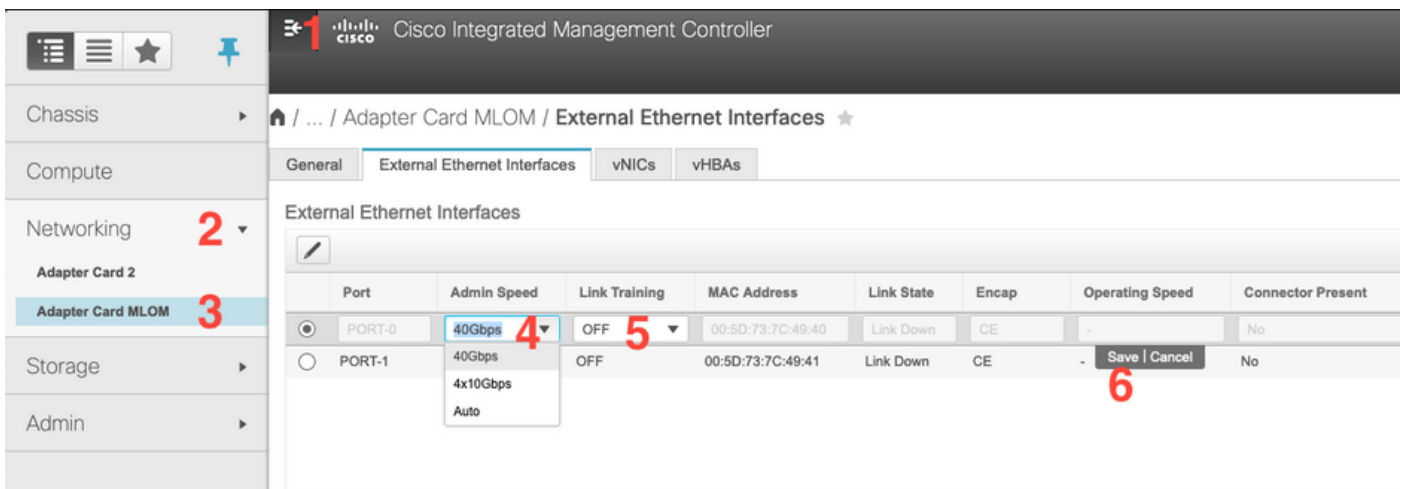 1 cisco Cisco Integrated Management Controller
Chassis
/ ... / Adapter Card MLOM / External Ethernet Interfaces
Compute
General External Ethernet Interfaces vNICs vHBAs
Networking 2
External Ethernet Interfaces
Adapter Card 2
Adapter Card MLOM 3
Port Admin Speed Link Training MAC Address Link State Encap Operating Speed Connector Present
PORT-0 40Gbps 4 OFF 5 00:5D:73:7C:49:40 Link Down CE - No
40Gbps
PORT-1 OFF 00:5D:73:7C:49:41 Link Down CE - Save | Cancel No
4x10Gbps
6
Auto
Storage
Admin